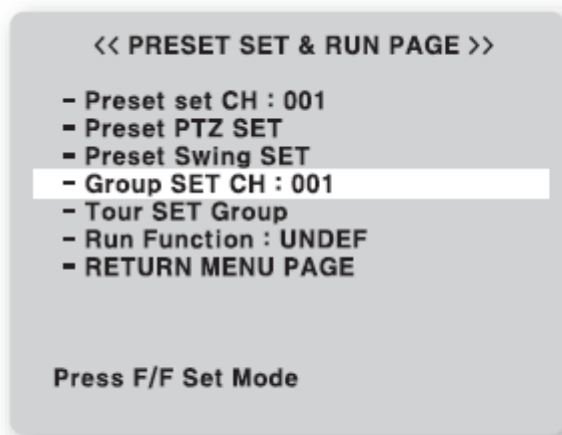 << PRESET SET & RUN PAGE >>
- Preset set CH : 001
- Preset PTZ SET
- Preset Swing SET
- Group SET CH : 001
- Tour SET Group
- Run Function : UNDEF
- RETURN MENU PAGE
Press F/F Set Mode